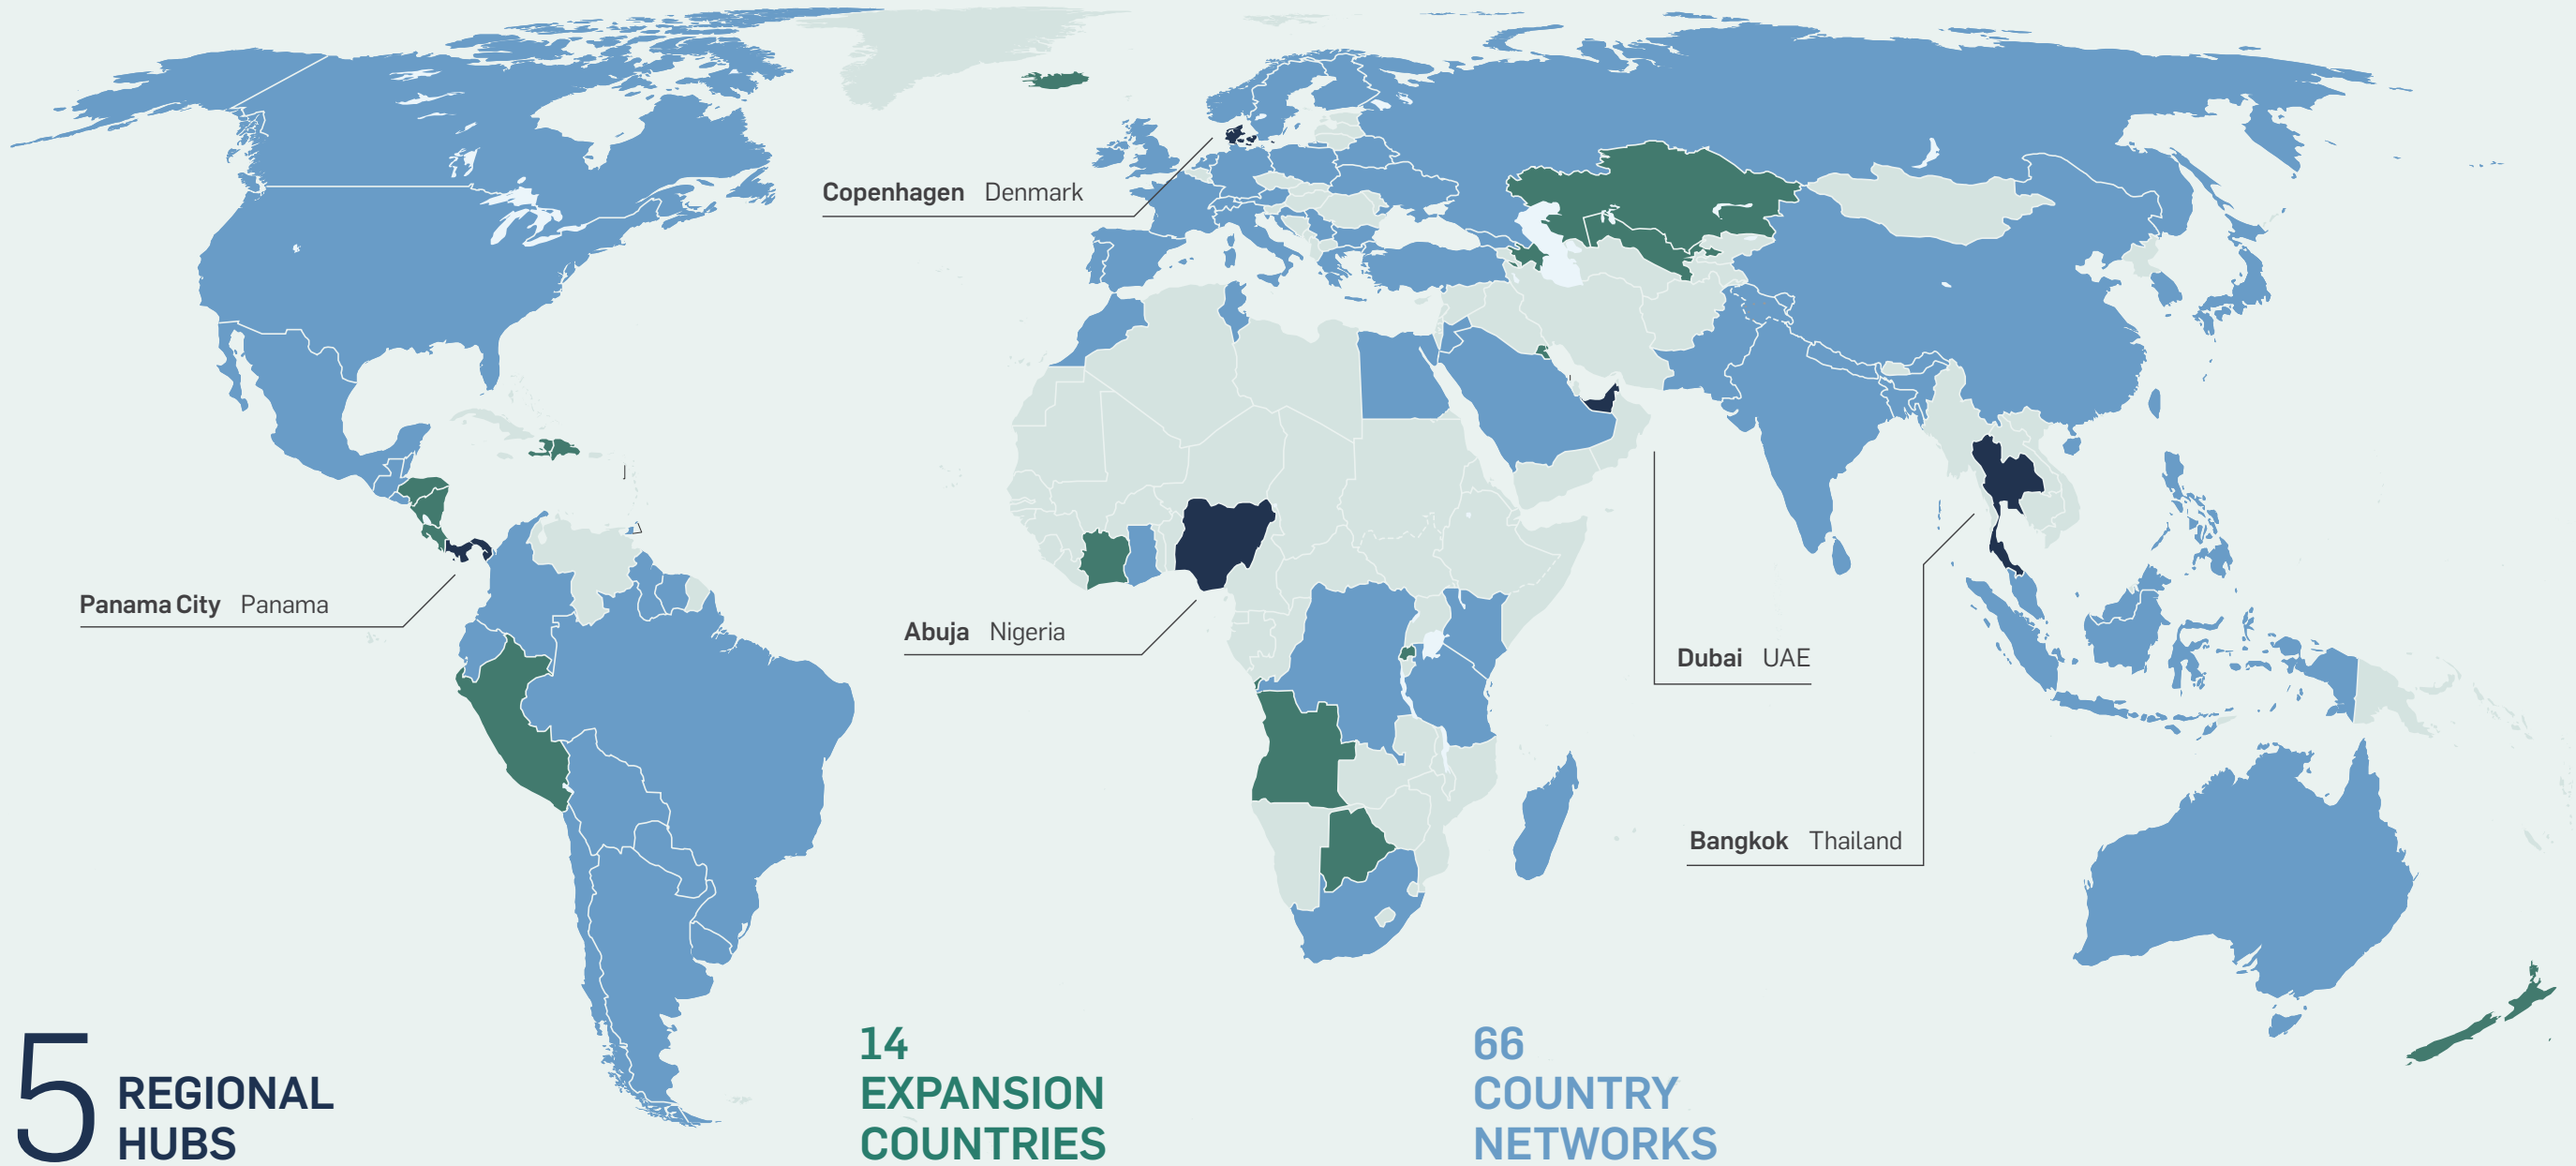 Copenhagen Denmark
Panama City Panama
Abuja Nigeria
Dubai UAE
Bangkok Thailand
5 REGIONAL
HUBS
14
EXPANSION
COUNTRIES
66
COUNTRY
NETWORKS